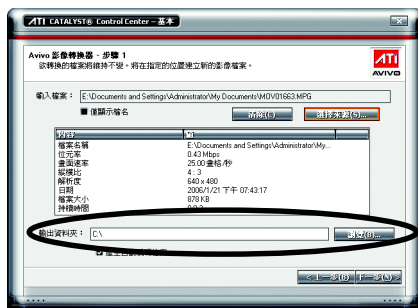 ATI CATALYST® Control Center - 基本
Avivo 影像轉換器 - 步驟 1
欲轉換的檔案將維持不變。將在指定的位置建立新的影像檔案。
ATI
AVIVO
輸入檔案： E:\Documents and Settings\Administrator\My Documents\MOV01663.MPG
僅顯示檔名
清除(C)
選擇來源(S)...
內容 值
檔案名稱 E:\Documents and Settings\Administrator\My...
位元率 0.43 Mbps
畫面速率 25.00 畫格/秒
縱橫比 4 : 3
解析度 640 x 480
日期 2006/1/21 下午 07:43:17
檔案大小 878 KB
持續時間
輸出資料夾： C:\
瀏覽(B)...
<上一步(B)
下一步(N)>